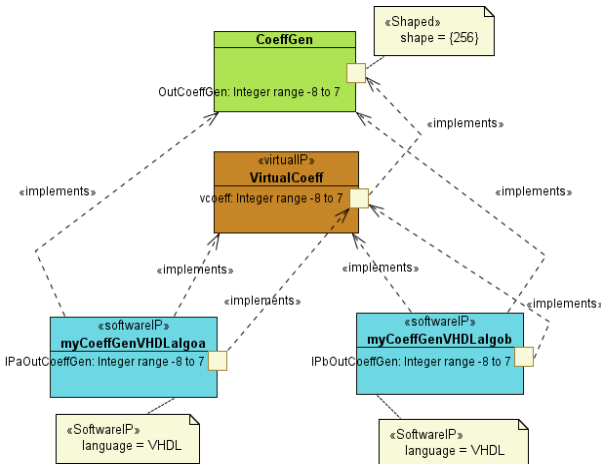 «Shaped»
shape = {256}
CoeffGen
OutCoeffGen: Integer range -8 to 7
«implements»
«virtualIP»
VirtualCoeff
vcoeff: Integer range -8 to 7
«implements»
«implements»
«implements»
«implements»
«implements»
«implements»
«softwareIP»
myCoeffGenVHDLalgoa
IPaOutCoeffGen: Integer range -8 to 7
«softwareIP»
myCoeffGenVHDLalgob
IPbOutCoeffGen: Integer range -8 to 7
«SoftwareIP»
language = VHDL
«SoftwareIP»
language = VHDL